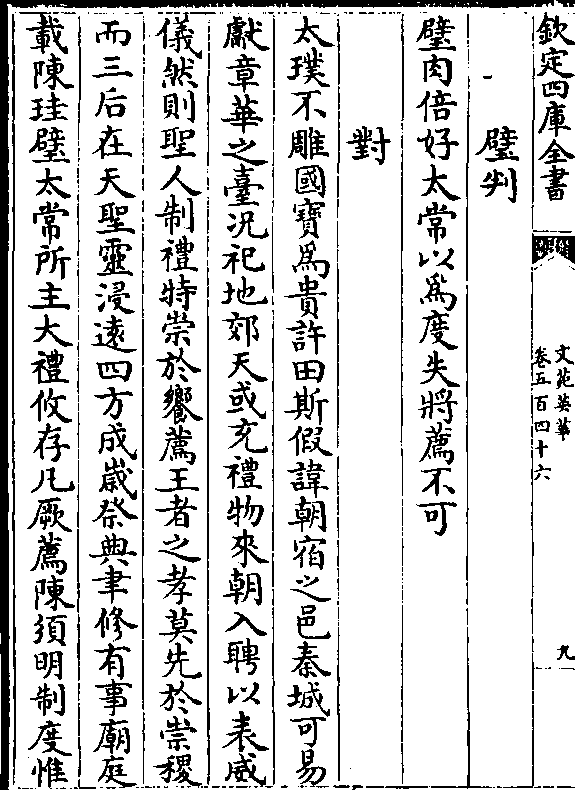 欽定四庫全書
文苑英華
卷五百四十六
九
璧判
璧肉倍好太常以為度失將薦不可
對
太璞不雕國寶為貴許田斯假諱朝宿之邑秦城可易
獻章華之臺况祀地郊天或充禮物來朝入聘以表威
儀然則聖人制禮特崇於饗薦王者之孝莫先於崇稷
而三后在天聖靈浸遠四方成嵗祭典聿修有事廟庭
載陳珪璧太常所主大禮攸存凡厥薦陳須明制度惟